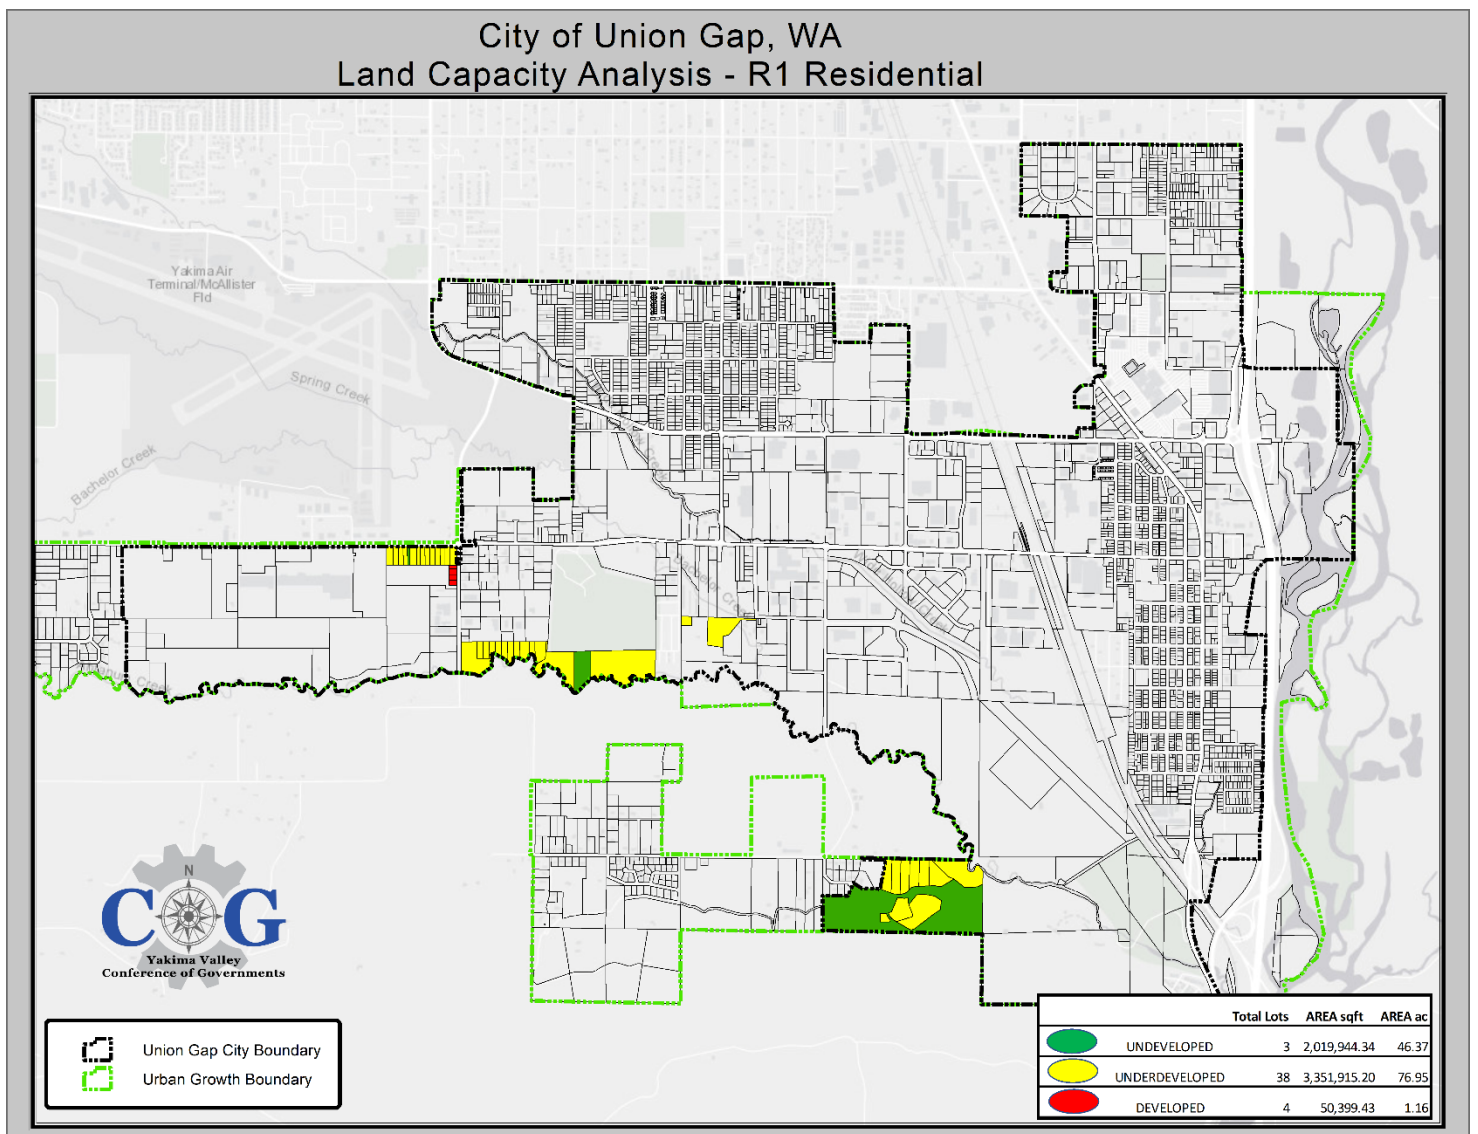 City of Union Gap, WA
Land Capacity Analysis - R1 Residential
Yakima Air
Terminal/McAllister
Fld
Spring Creek
Bachelor Creek
Bachelor Creek
Creek
N
COG
Yakima Valley
Conference of Governments
Union Gap City Boundary
Urban Growth Boundary
Total Lots AREA sqft AREA ac
UNDEVELOPED 3 2,019,944.34 46.37
UNDERDEVELOPED 38 3,351,915.20 76.95
DEVELOPED 4 50,399.43 1.16